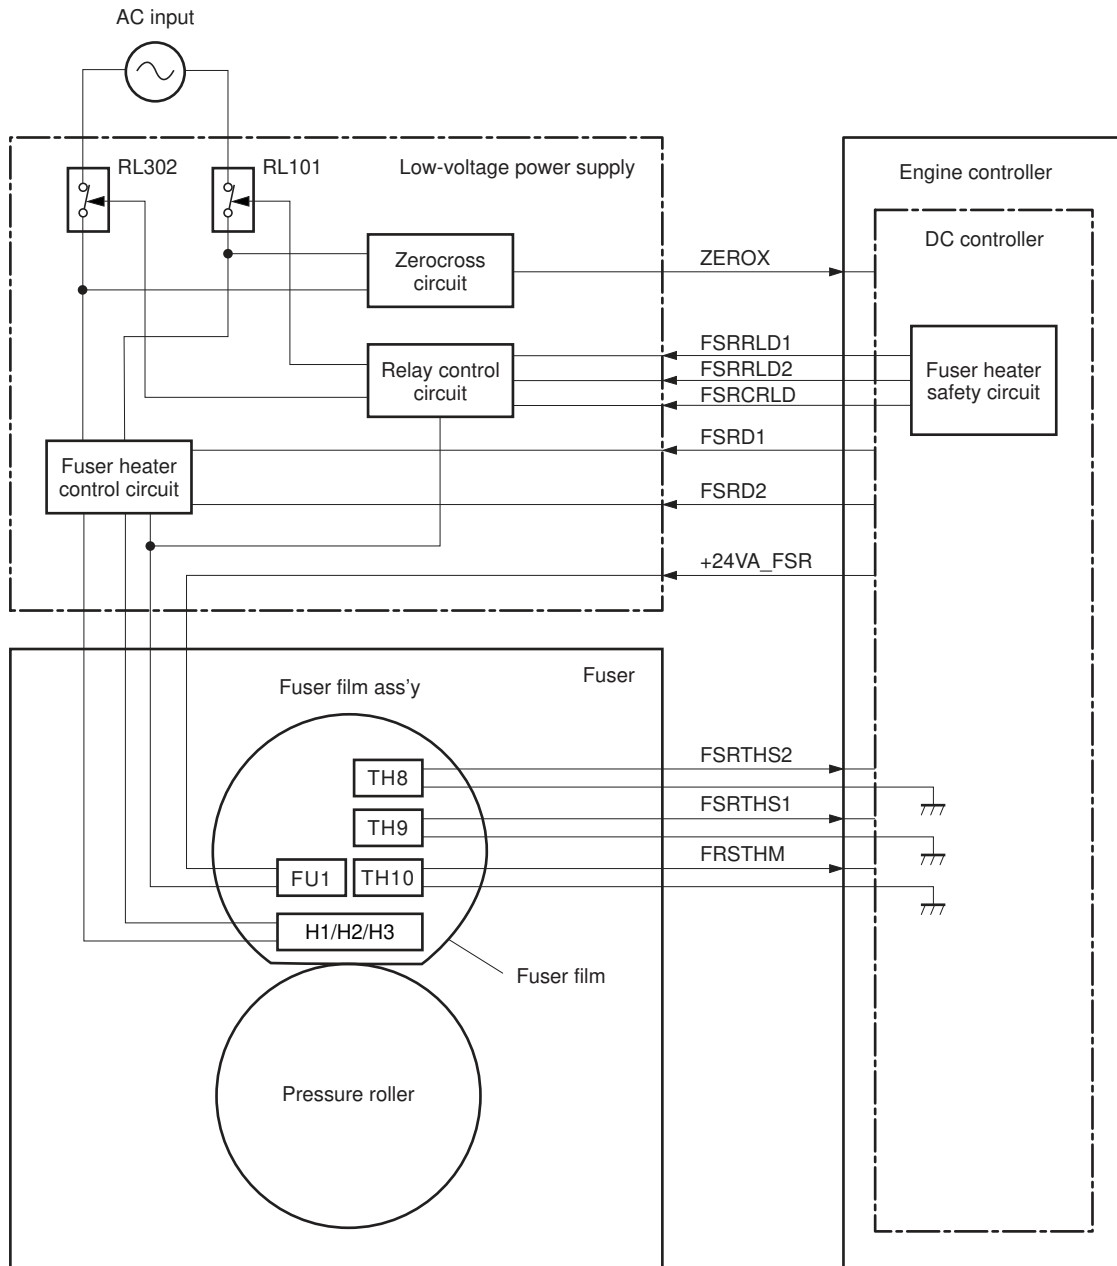 AC input
RL302
RL101
Low-voltage power supply
Engine controller
DC controller
Zerocross
circuit
ZEROX
Relay control
circuit
FSRRLD1
FSRRLD2
FSRCRLD
Fuser heater
safety circuit
Fuser heater
control circuit
FSRD1
FSRD2
+24VA_FSR
Fuser
Fuser film ass'y
TH8
FSRTHS2
TH9
FSRTHS1
FU1
TH10
FRSTHM
H1/H2/H3
Fuser film
Pressure roller